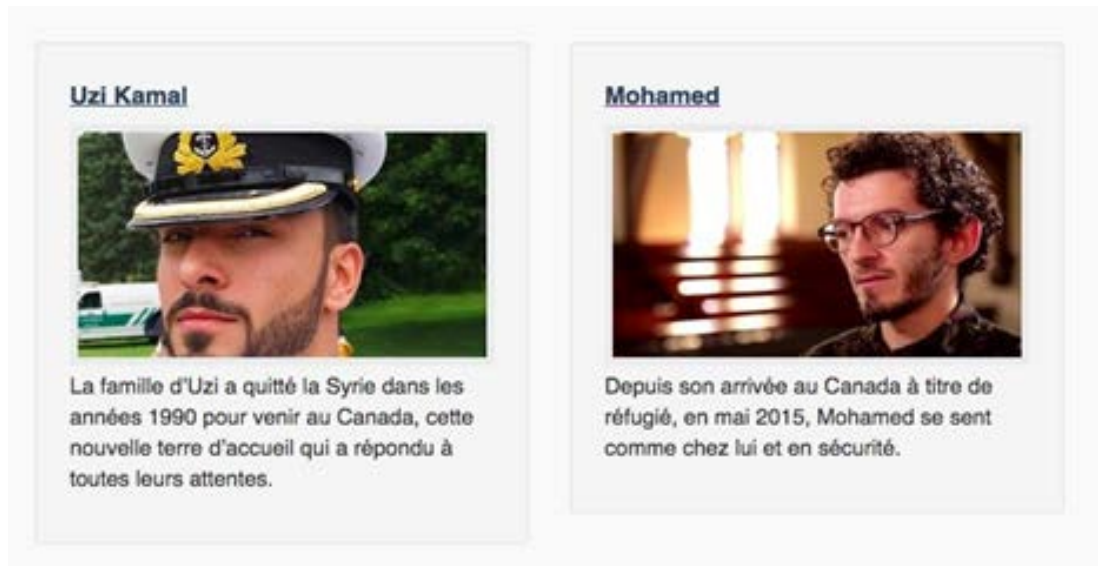 Uzi Kamal
La famille d'Uzi a quitté la Syrie dans les
années 1990 pour venir au Canada, cette
nouvelle terre d'accueil qui a répondu à
toutes leurs attentes.
Mohamed
Depuis son arrivée au Canada à titre de
réfugié, en mai 2015, Mohamed se sent
comme chez lui et en sécurité.